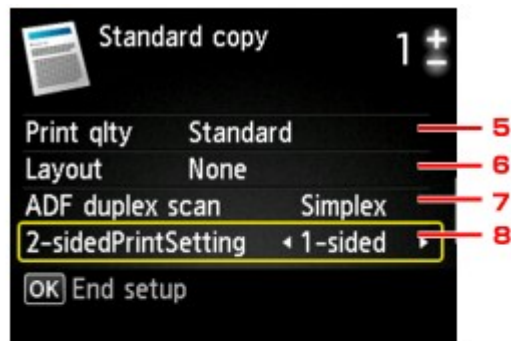 Standard copy 1 + -
Print qlty Standard 5
Layout None 6
ADF duplex scan Simplex 7
2-sidedPrintSetting 1-sided 8
OK End setup